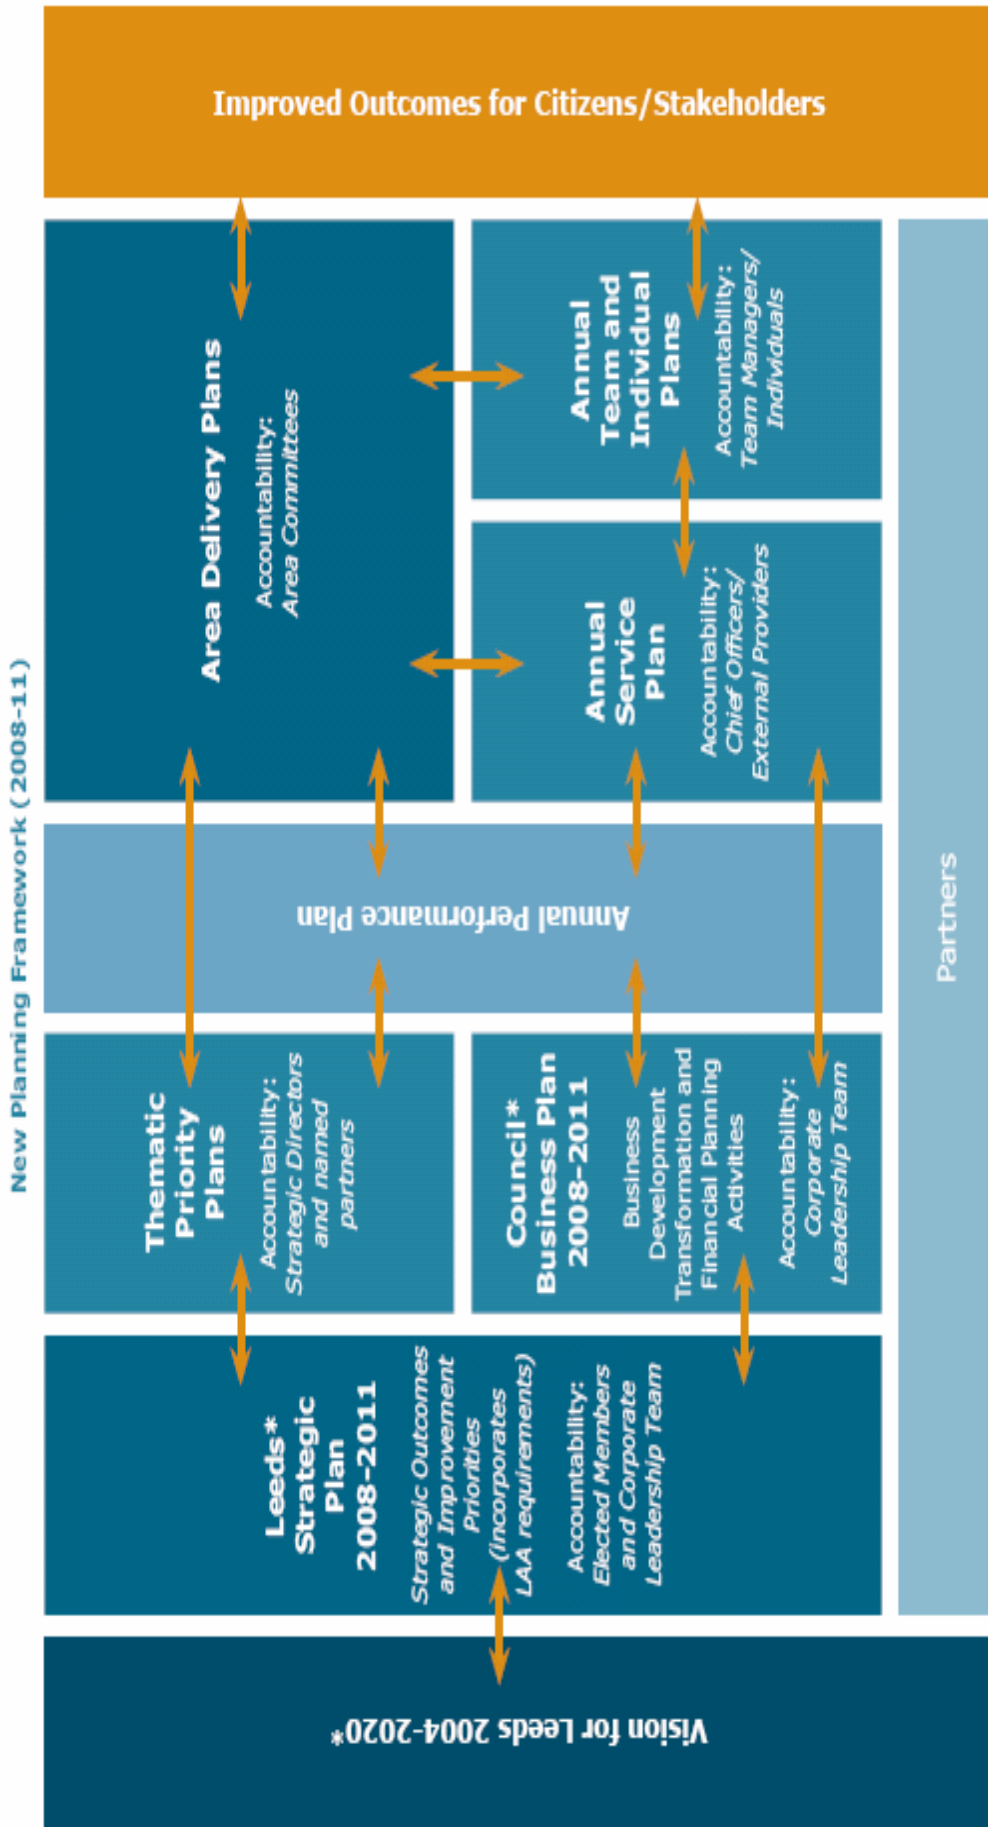 New Planning Framework (2008-11)
Vision for Leeds 2004-2020*
Leeds*
Strategic
Plan
2008-2011
Strategic Outcomes
and Improvement
Priorities
(incorporates
LAA requirements)
Accountability:
Elected Members
and Corporate
Leadership Team
Thematic
Priority
Plans
Accountability:
Strategic Directors
and named
partners
Council*
Business Plan
2008-2011
Business
Development
Transformation and
Financial Planning
Activities
Accountability:
Corporate
Leadership Team
Annual Performance Plan
Area Delivery Plans
Accountability:
Area Committees
Annual
Service
Plan
Accountability:
Chief Officers/
External Providers
Annual
Team and
Individual
Plans
Accountability:
Team Managers/
Individuals
Improved Outcomes for Citizens/Stakeholders
Partners